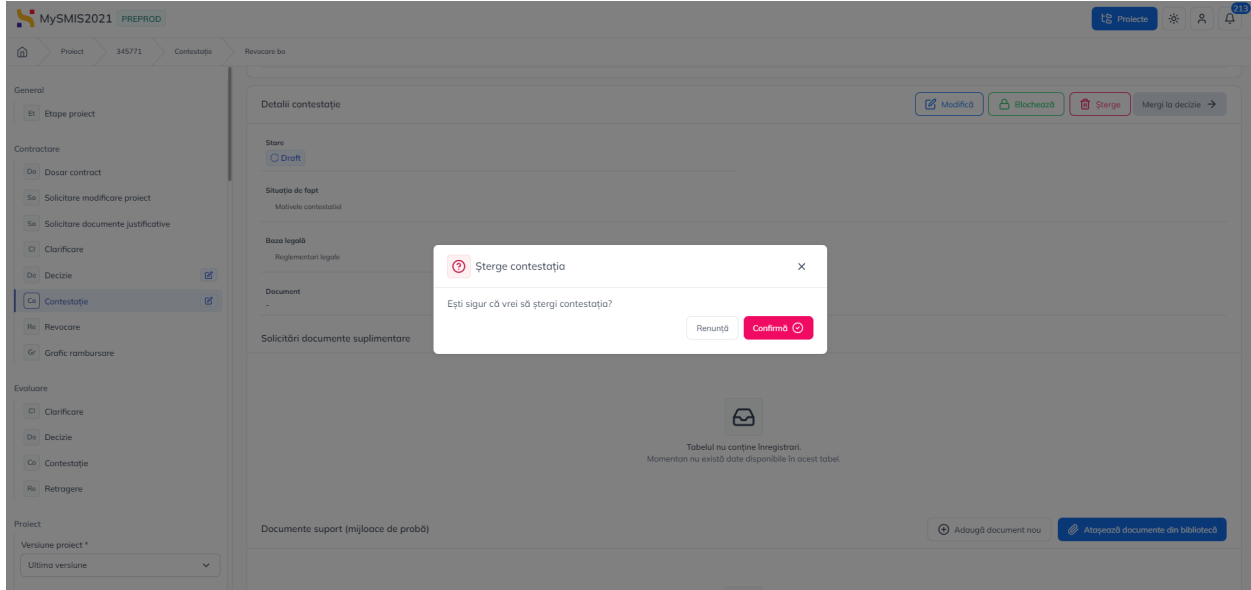 MySMIS2021 PREPROD
Proiecte
213
Proiect 345771 Contestație Revocare ba
General
Et Etape proiect
Contractare
Do Dosar contract
So Solicitare modificare proiect
So Solicitare documente justificative
Cl Clarificare
De Decizie
Co Contestație
Re Revocare
Gr Grafic rambursare
Evaluare
Cl Clarificare
De Decizie
Co Contestație
Re Retragere
Proiect
Versiune proiect *
Ultima versiune
Detalii contestație
Modifică Blochează Șterge Mergi la decizie
Stare
Draft
Situația de fapt
Motivele contestatiei
Baza legală
Reglementari legale
Document
-
Șterge contestația
Ești sigur că vrei să ștergi contestația?
Renunță Confirmă
Solicitări documente suplimentare
Tabelul nu conține înregistrari.
Momentan nu există date disponibile în acest tabel.
Documente suport (mijloace de probă)
Adaugă document nou Atașează documente din bibliotecă